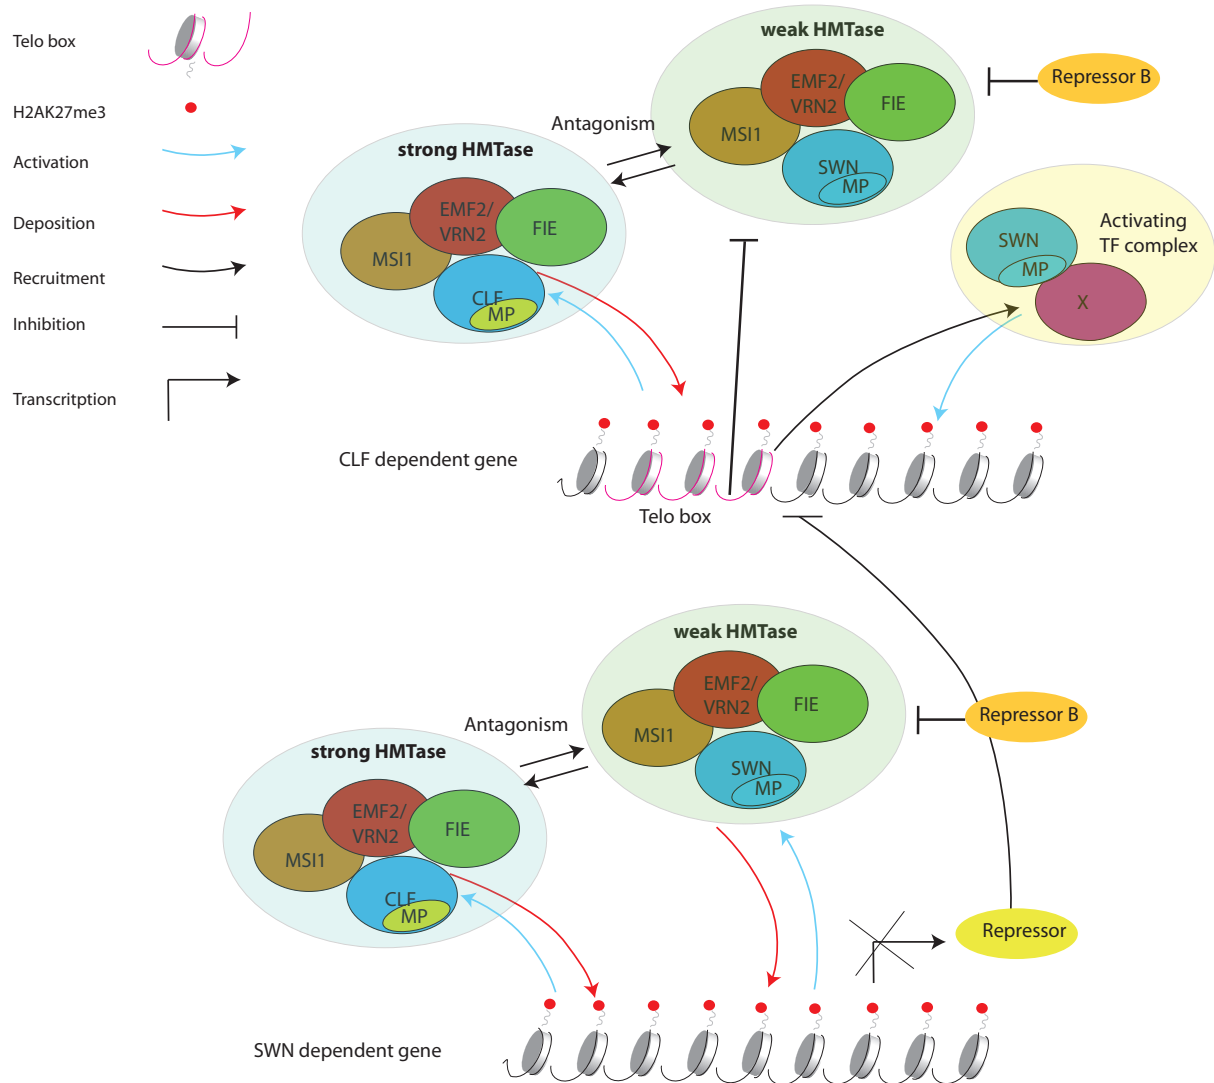 Telo box
H2AK27me3
Activation
Deposition
Recruitment
Inhibition
Transcritption
weak HMTase
EMF2/
VRN2
FIE
MSI1
SWN
MP
Repressor B
Antagonism
strong HMTase
EMF2/
VRN2
FIE
MSI1
CLF
MP
Activating
TF complex
SWN
MP
X
CLF dependent gene
Telo box
weak HMTase
EMF2/
VRN2
FIE
MSI1
SWN
MP
Repressor B
Antagonism
strong HMTase
EMF2/
VRN2
FIE
MSI1
CLF
MP
Repressor
SWN dependent gene